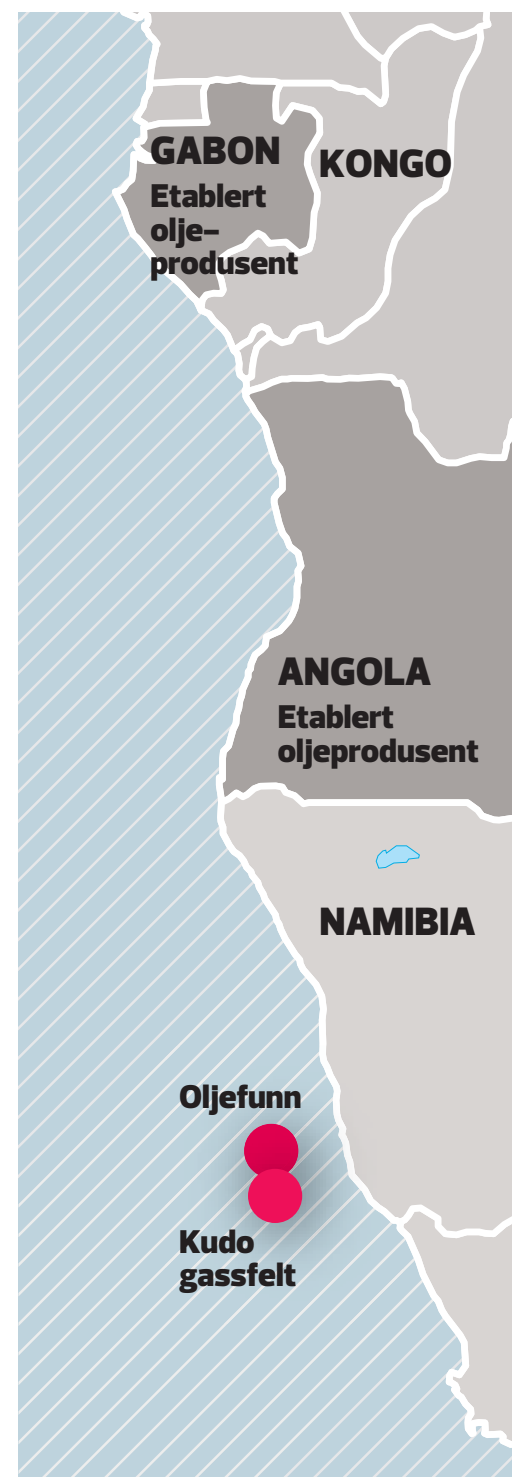 GABON
Etablert
olje–
produsent
KONGO
ANGOLA
Etablert
oljeprodusent
NAMIBIA
Oljefunn
Kudo
gassfelt